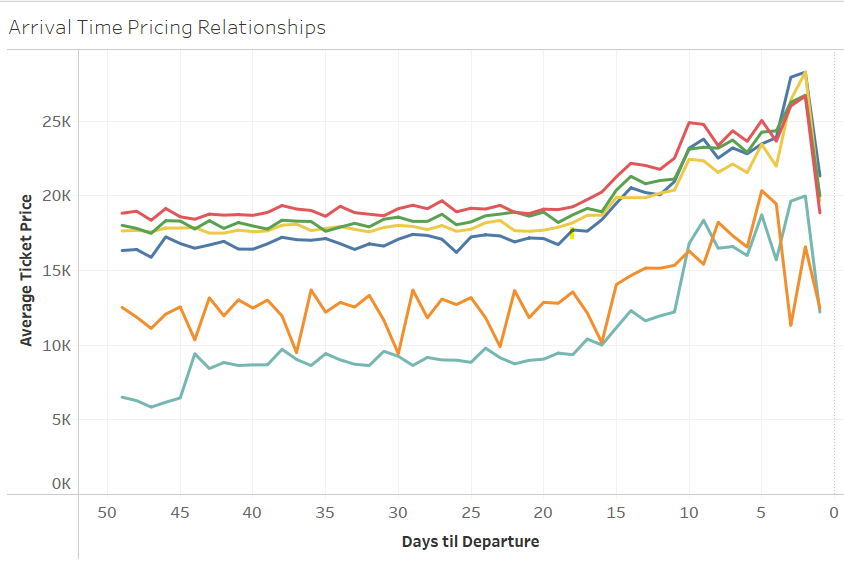 Arrival Time Pricing Relationships
25K
20K
15K
10K
5K
0K
Average Ticket Price
50 45 40 35 30 25 20 15 10 5 0
Days til Departure